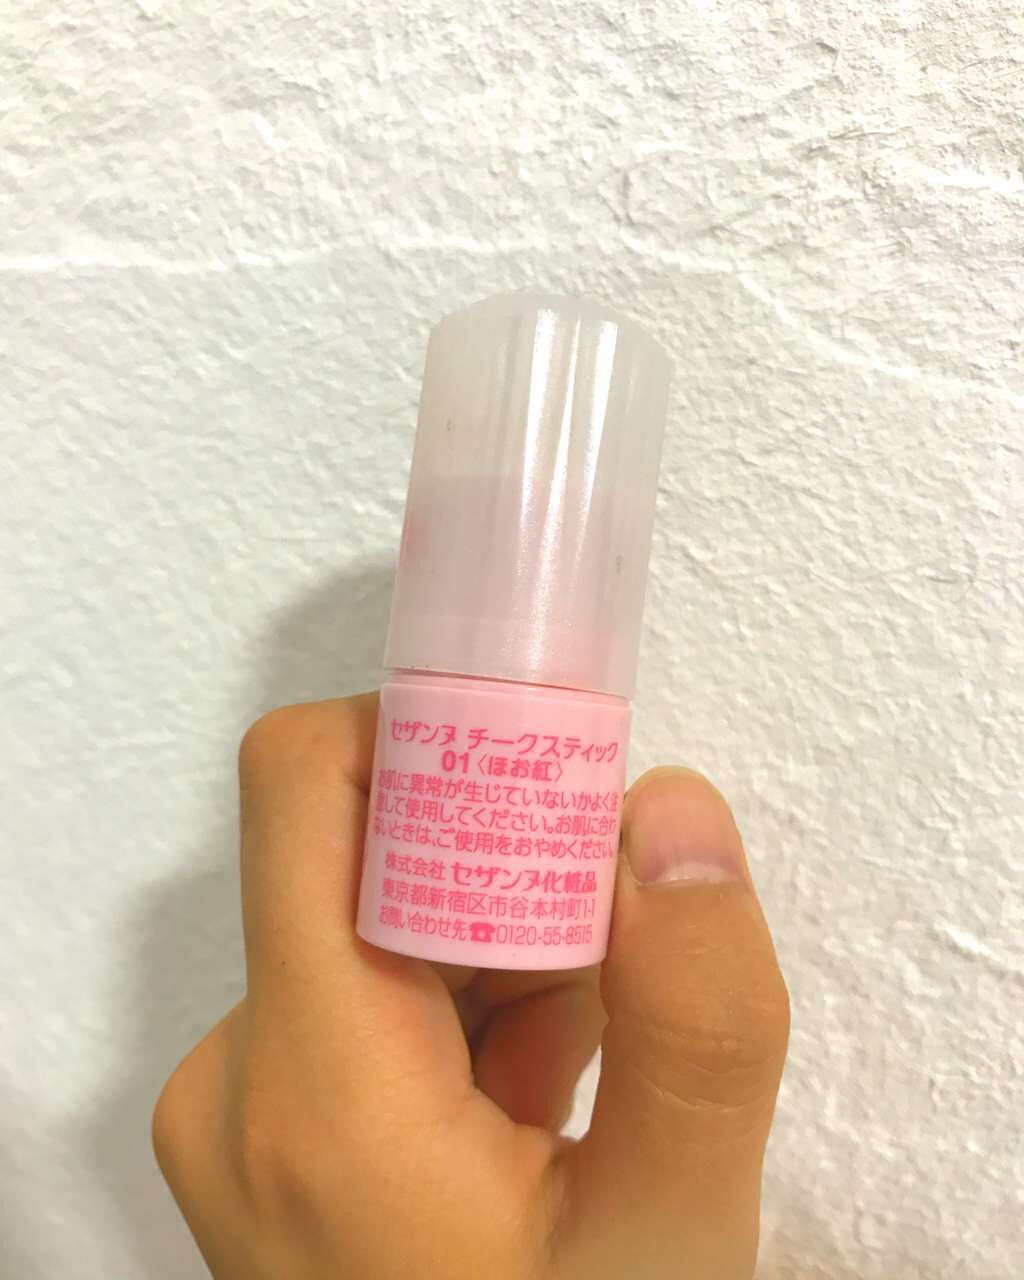 セザンヌ チークスティック
01〈ほお紅〉
お肌に異常が生じていないかよく注
意して使用してください。お肌に合わ
ないときは、ご使用をおやめください。
株式会社 セザンヌ化粧品
東京都新宿区市谷本村町1-1
お問い合わせ先☎0120-55-8515